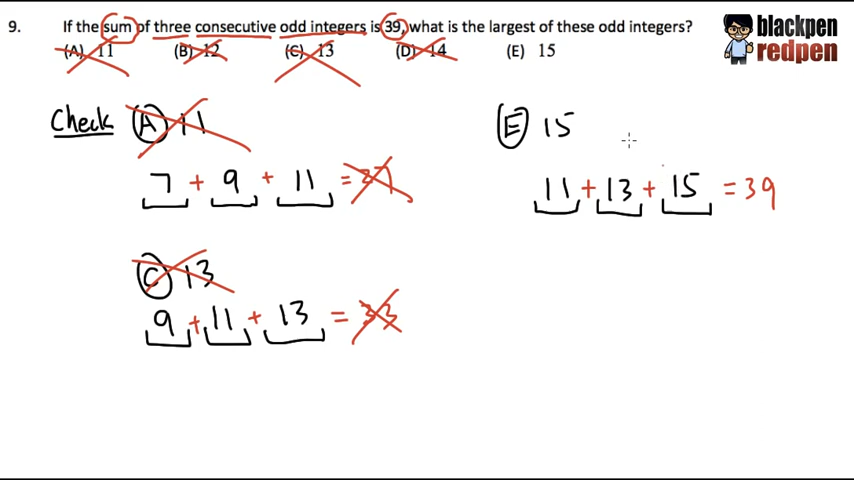 9. If the sum of three consecutive odd integers is 39, what is the largest of these odd integers?
(A) 11 (B) 12 (C) 13 (D) 14 (E) 15
blackpen
redpen
Check (A) 11
7 + 9 + 11 = 27
(C) 13
9 + 11 + 13 = 33
(E) 15
11 + 13 + 15 = 39